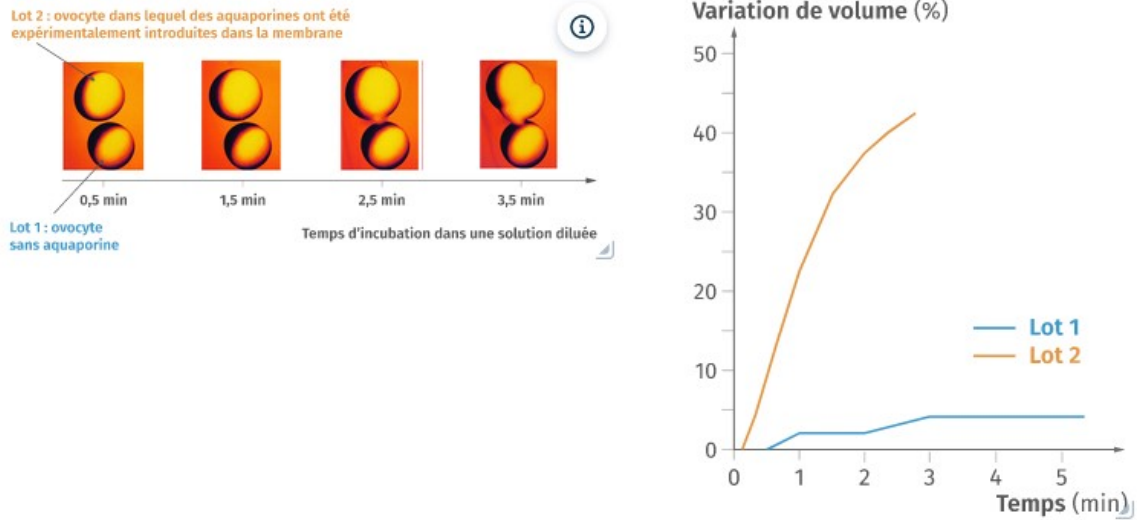 Lot 2 : ovocyte dans lequel des aquaporines ont été
expérimentalement introduites dans la membrane
0,5 min
1,5 min
2,5 min
3,5 min
Lot 1 : ovocyte
sans aquaporine
Temps d'incubation dans une solution diluée
Variation de volume (%)
50
40
30
20
10
0
Lot 1
Lot 2
0
1
2
3
4
5
Temps (min)